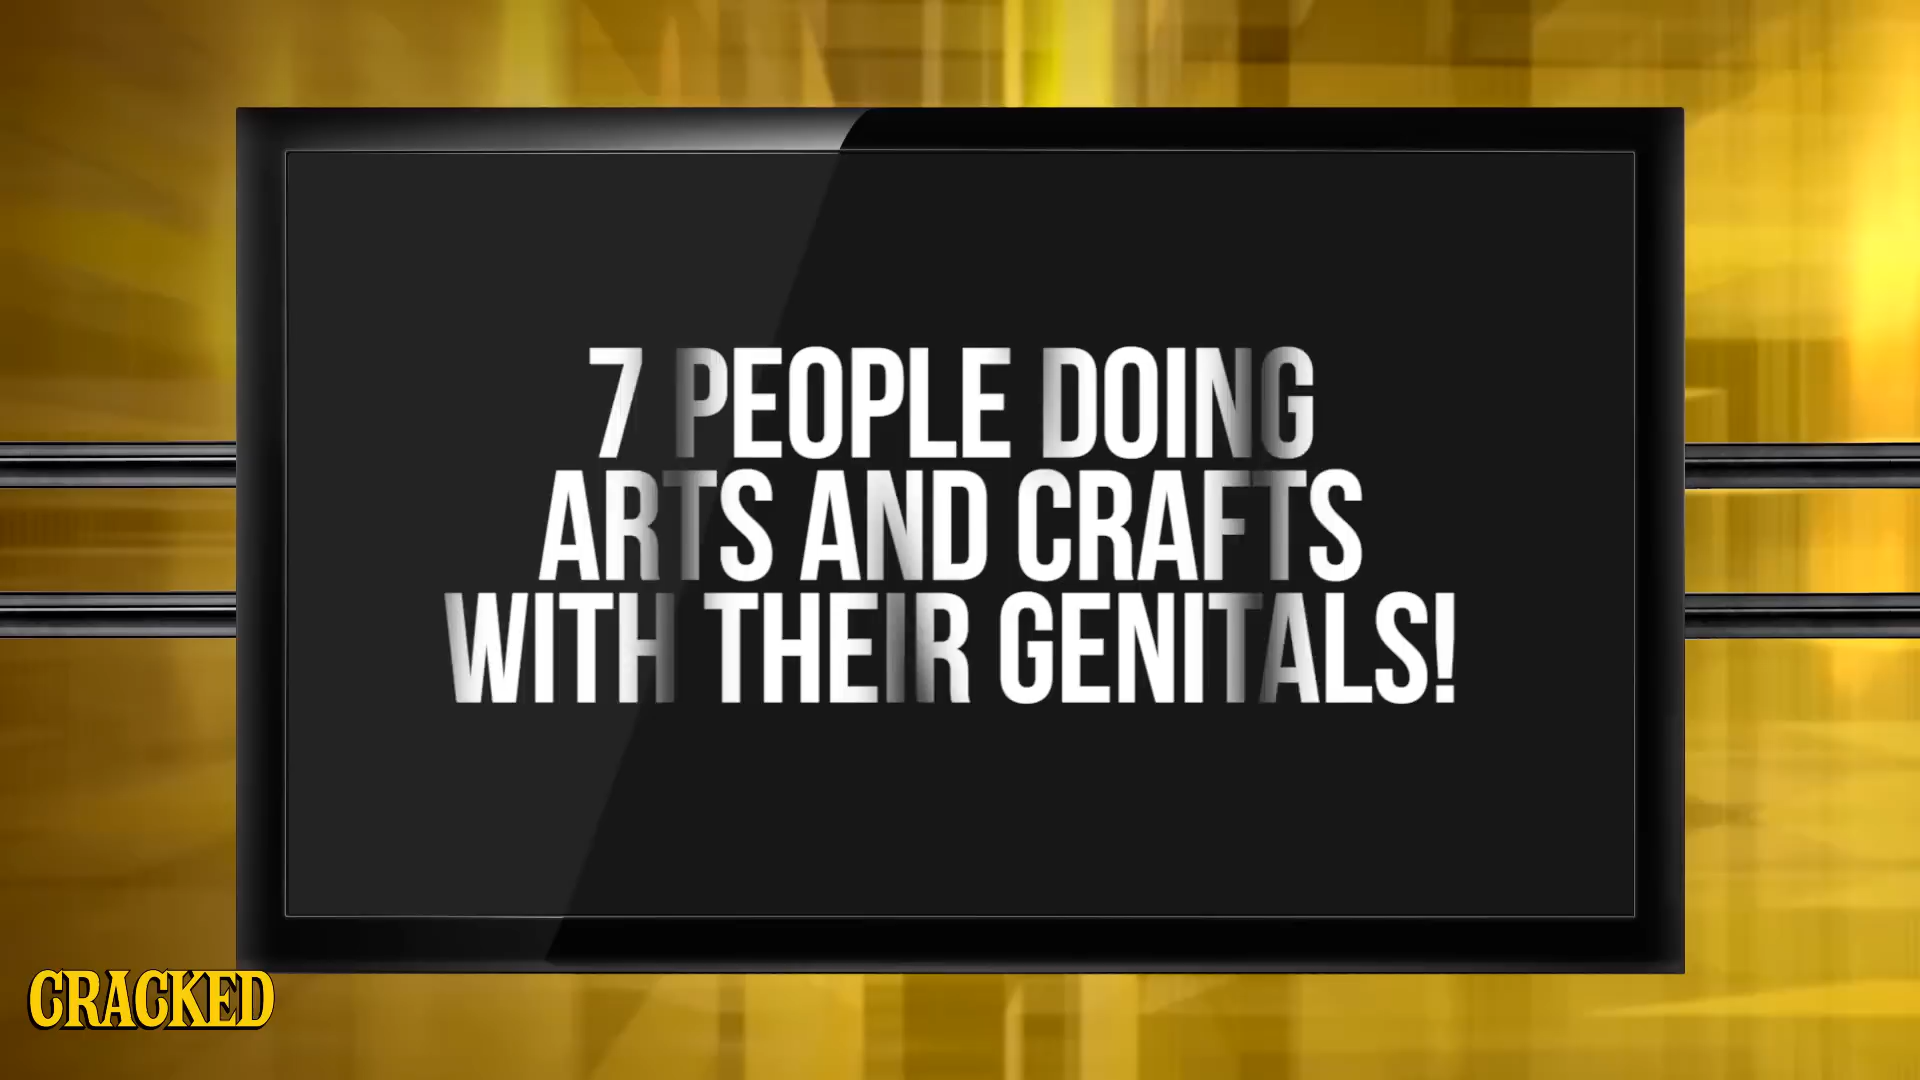 7 PEOPLE DOING
ARTS AND CRAFTS
WITH THEIR GENITALS!
CRACKED